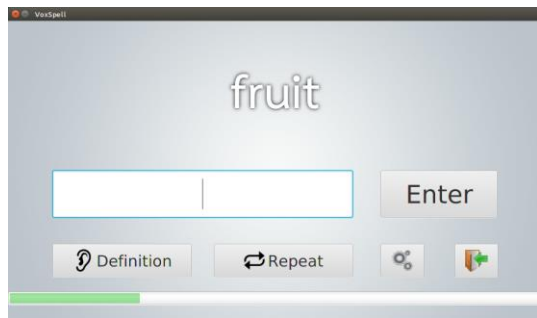 VoxSpell
fruit
Enter
Definition
Repeat